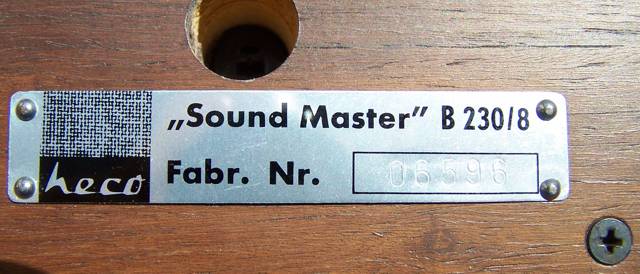 „Sound Master” B 230/8
heco
Fabr. Nr. 06596